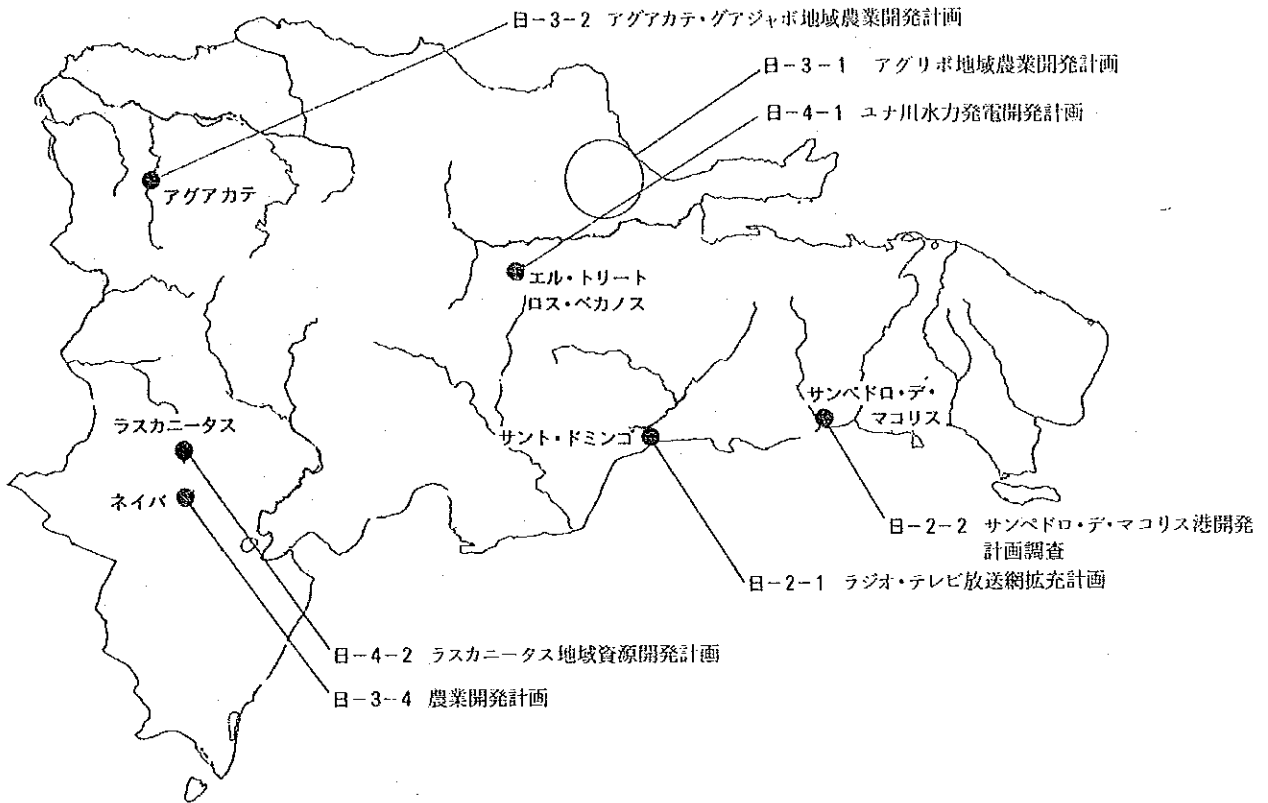 日-3-2 アグアカテ・グアジャボ地域農業開発計画
日-3-1 アグリポ地域農業開発計画
日-4-1 ユナ川水力発電開発計画
アグアカテ
エル・トリート
ロス・ベカノス
サンペドロ・デ・
マコリス
ラスカニータス
サント・ドミンゴ
ネイバ
日-2-2 サンペドロ・デ・マコリス港開発
計画調査
日-2-1 ラジオ・テレビ放送網拡充計画
日-4-2 ラスカニータス地域資源開発計画
日-3-4 農業開発計画